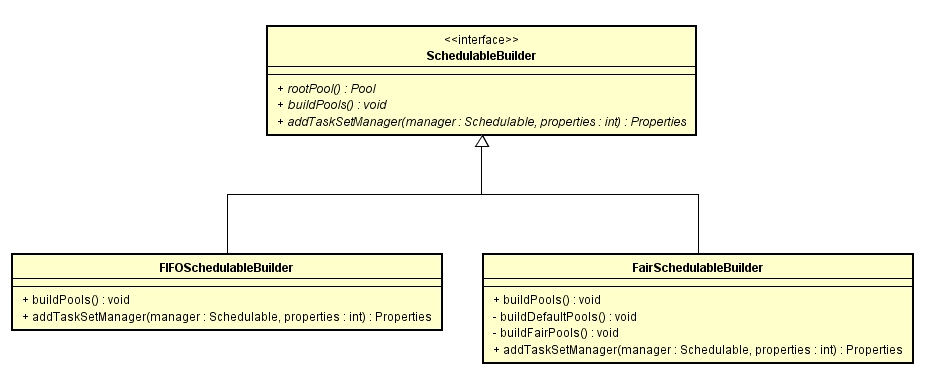 <<interface>>
SchedulableBuilder
+ rootPool() : Pool
+ buildPools() : void
+ addTaskSetManager(manager : Schedulable, properties : int) : Properties
FIFOSchedulableBuilder
+ buildPools() : void
+ addTaskSetManager(manager : Schedulable, properties : int) : Properties
FairSchedulableBuilder
+ buildPools() : void
- buildDefaultPools() : void
- buildFairPools() : void
+ addTaskSetManager(manager : Schedulable, properties : int) : Properties